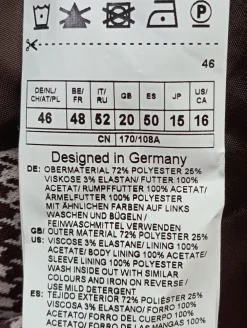 P
46
DE/NL/ BE/ IT/ GB ES JP US/
CH/AT/PL FR RU CA
46 48 52 20 50 15 16
CN 170/108A
Designed in Germany
DE: OBERMATERIAL 72% POLYESTER 25%
VISKOSE 3% ELASTAN/ FUTTER 100%
ACETAT/ RUMPFFUTTER 100% ACETAT/
ÄRMELFUTTER 100% POLYESTER
MIT ÄHNLICHEN FARBEN AUF LINKS
WASCHEN UND BÜGELN /
FEINWASCHMITTEL VERWENDEN
GB/ OUTER MATERIAL 72% POLYESTER 25%
US: VISCOSE 3% ELASTANE/ LINING 100%
ACETATE/ BODY LINING 100% ACETATE/
SLEEVE LINING 100% POLYESTER
WASH INSIDE OUT WITH SIMILAR
COLOURS AND IRON ON REVERSE /
USE MILD DETERGENT
ES: TEJIDO EXTERIOR 72% POLIÉSTER 25%
VISCOSA 3% ELASTANO/ FORRO 100%
ACETATO/ FORRO DEL CUERPO 100%
ACETATO/ FORRO DE LAS MANGAS 100%